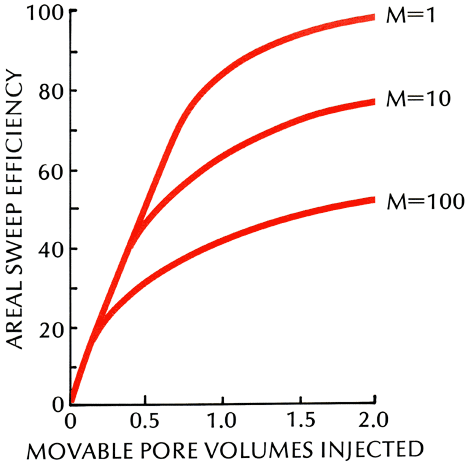 100
80
60
40
20
0
0
0.5
1.0
1.5
2.0
M=1
M=10
M=100
AREAL SWEEP EFFICIENCY
MOVABLE PORE VOLUMES INJECTED